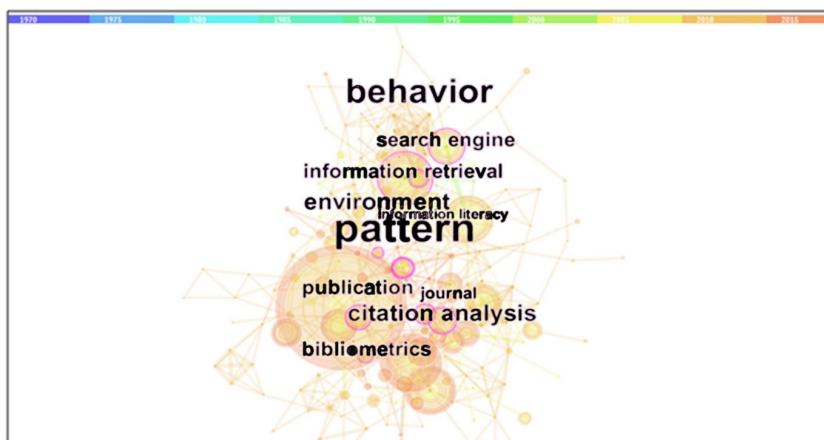 1970 1975 1980 1985 1990 1995 2000 2005 2010 2015
behavior
search engine
information retrieval
environment
information literacy
pattern
publication
journal
citation analysis
bibliometrics